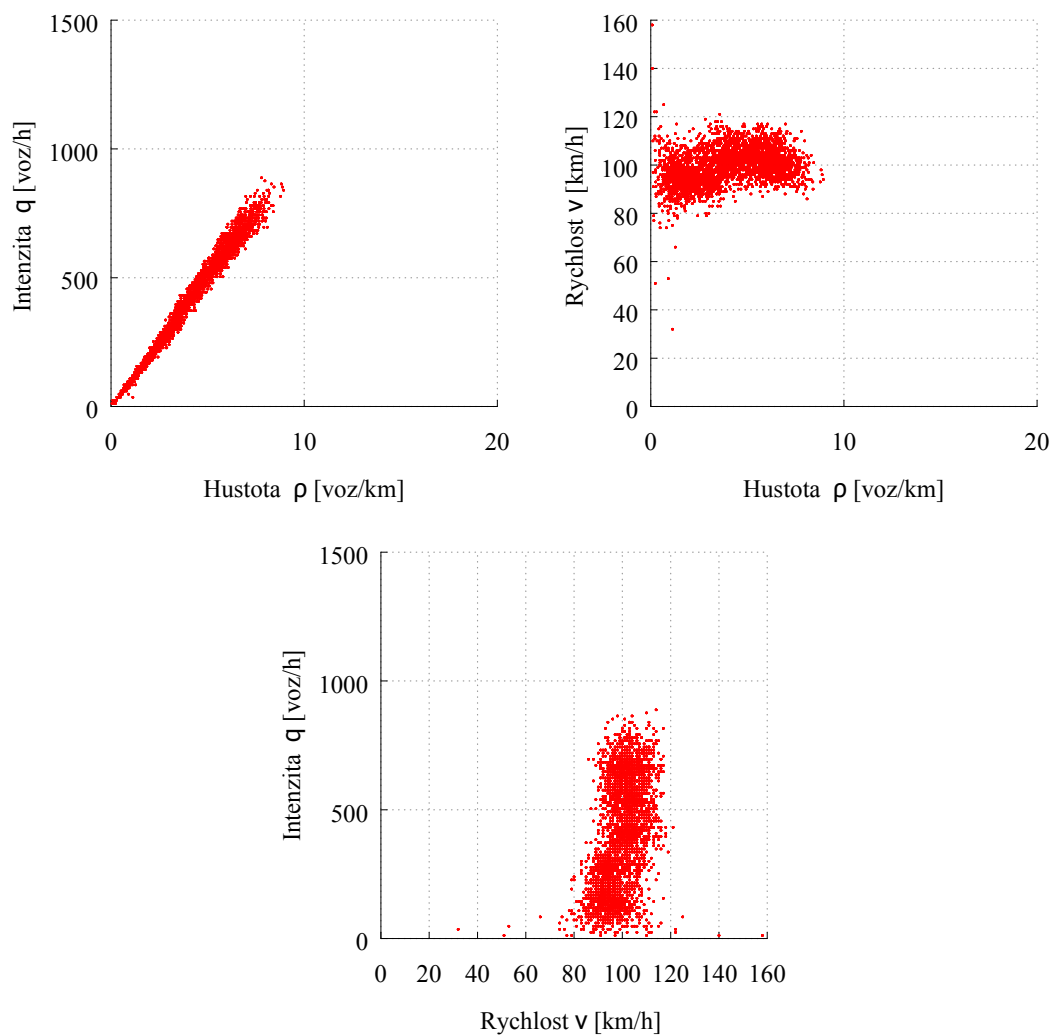 1500
1000
500
0
0 10 20
Intenzita q [voz/h]
Hustota ρ [voz/km]
160
140
120
100
80
60
40
20
0
0 10 20
Rychlost v [km/h]
Hustota ρ [voz/km]
1500
1000
500
0
0 20 40 60 80 100 120 140 160
Intenzita q [voz/h]
Rychlost v [km/h]